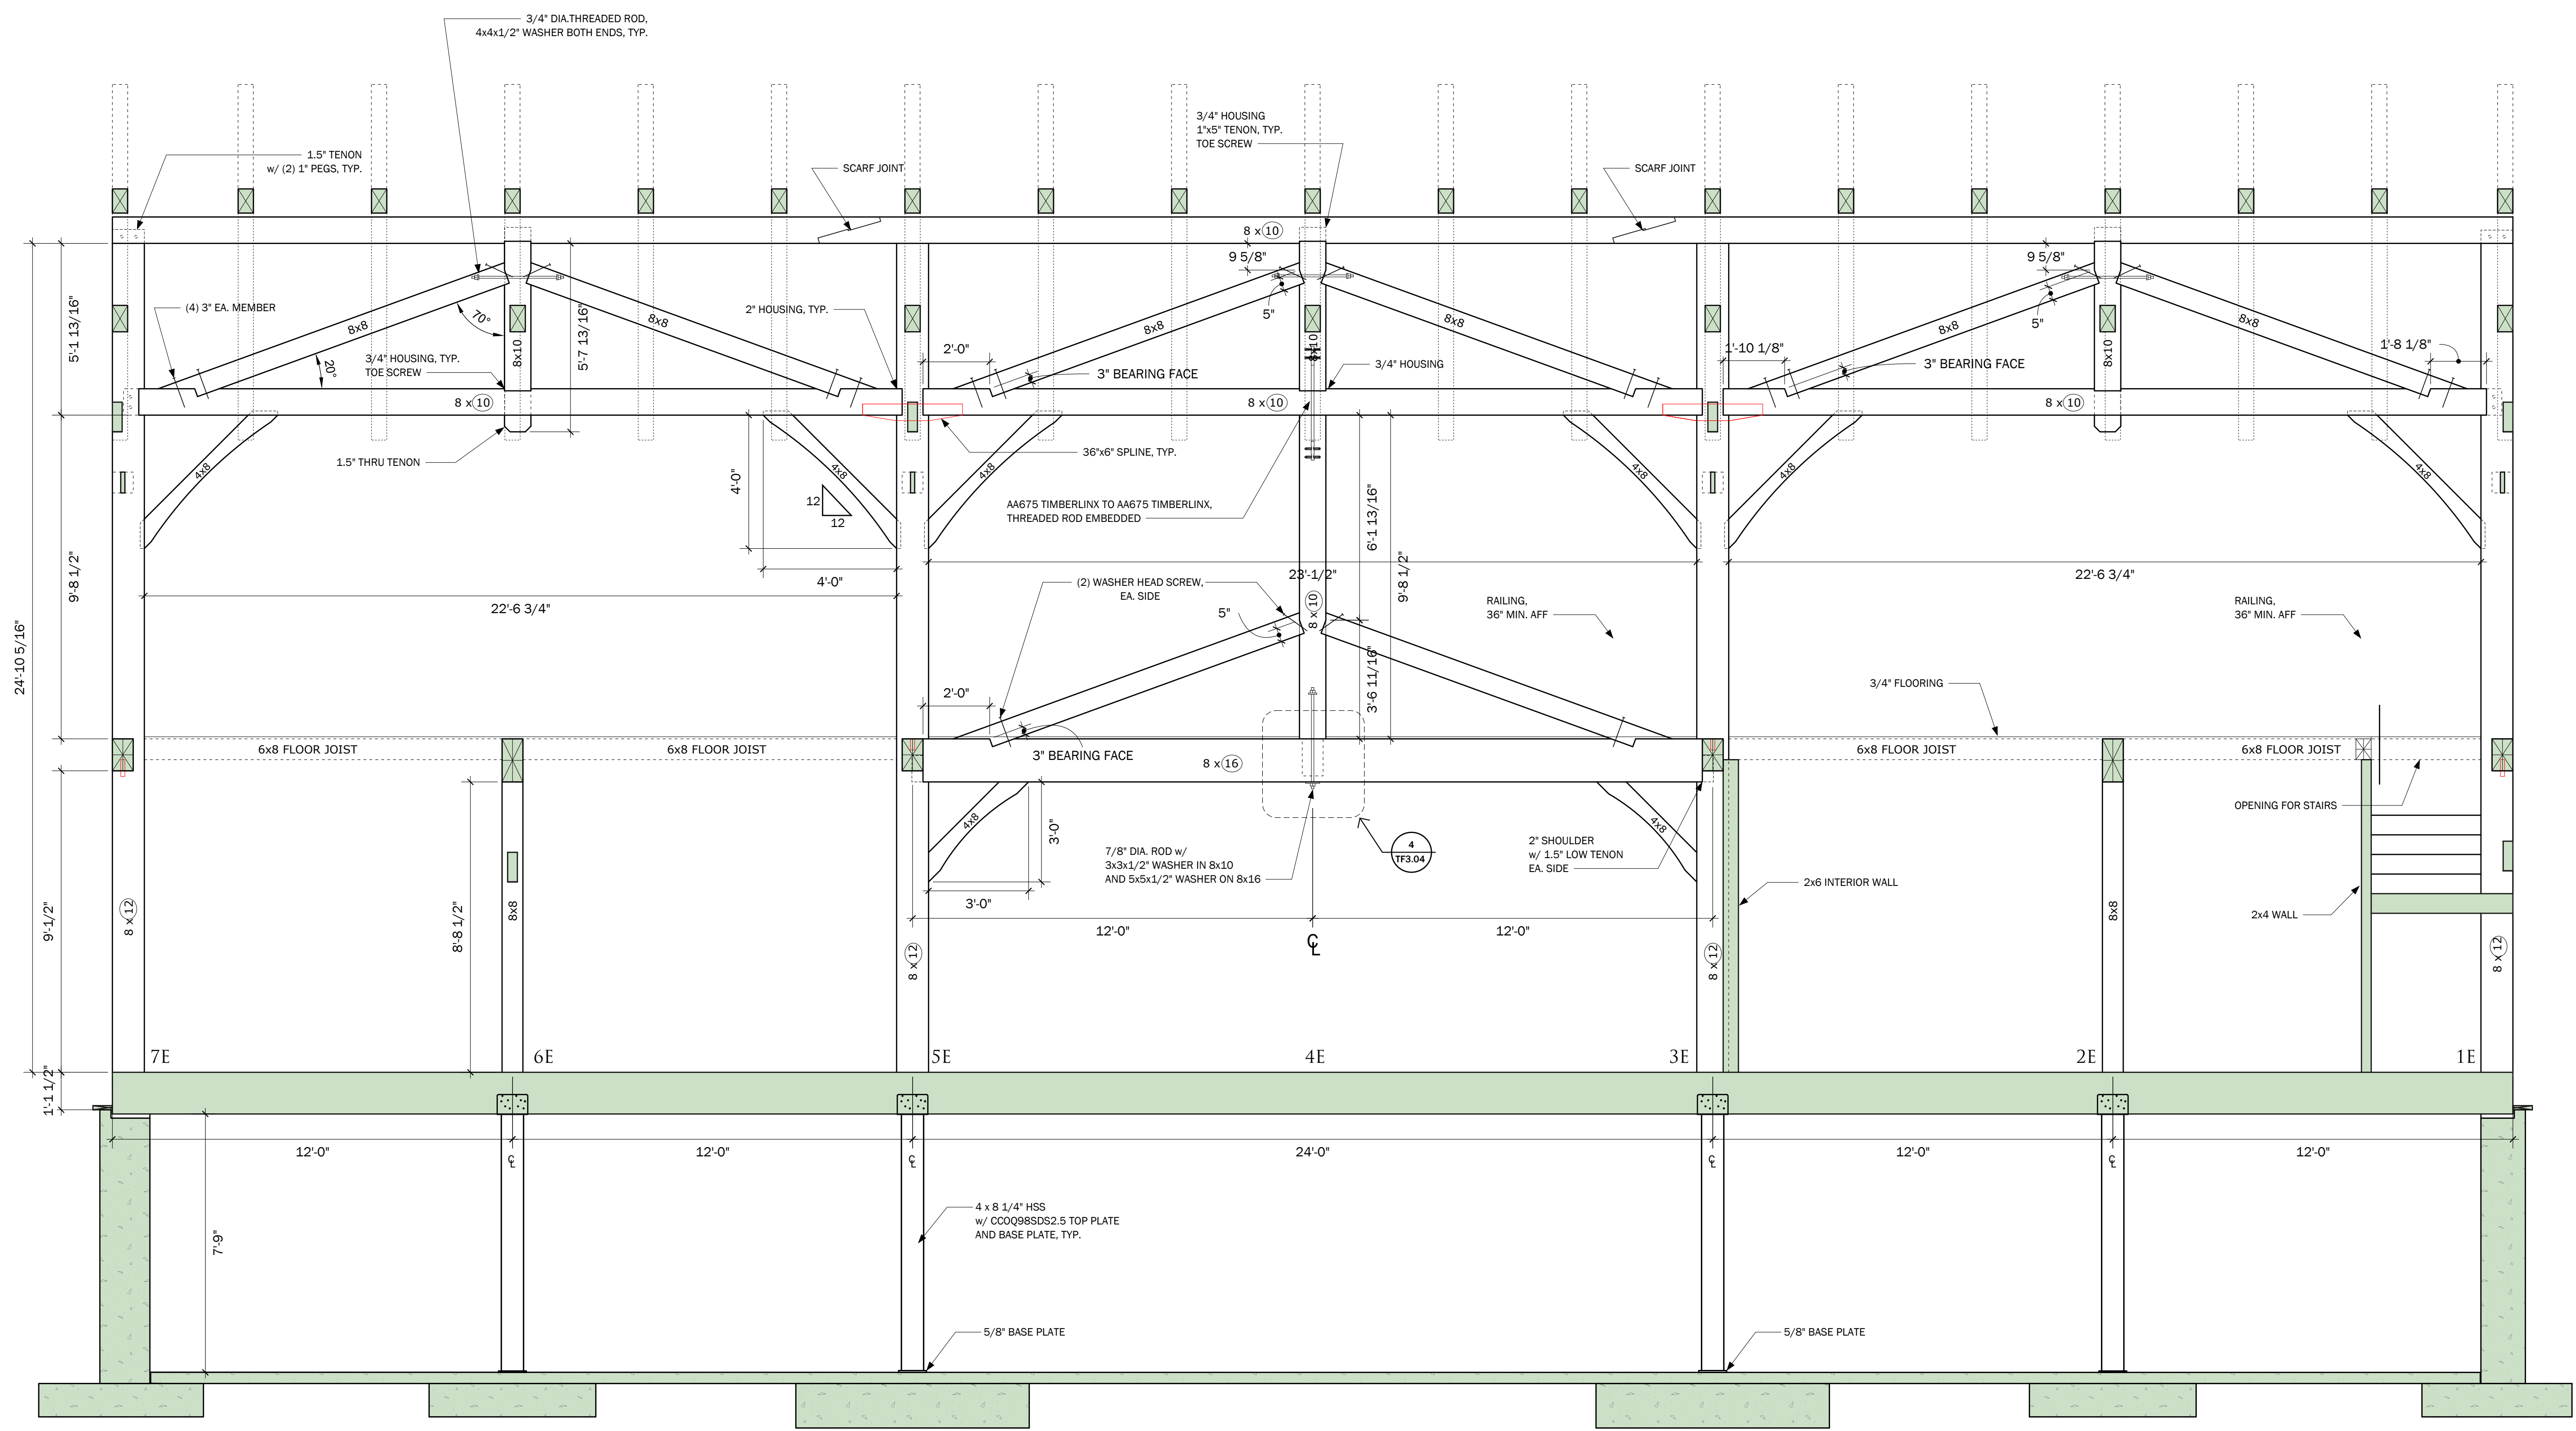 3/4" DIA.THREADED ROD,
4x4x1/2" WASHER BOTH ENDS, TYP.
3/4" HOUSING
1"x5" TENON, TYP.
TOE SCREW
1.5" TENON
w/ (2) 1" PEGS, TYP.
SCARF JOINT
SCARF JOINT
8 x 10
9 5/8"
9 5/8"
(4) 3" EA. MEMBER
2" HOUSING, TYP.
5'-1 13/16"
8x8
70°
8x8
5'-7 13/16"
5"
8x8
8x8
5"
8x8
8x8
20°
3/4" HOUSING, TYP.
TOE SCREW
8x10
8x10
8x10
2'-0"
3" BEARING FACE
3/4" HOUSING
1'-10 1/8"
3" BEARING FACE
1'-8 1/8"
8 x 10
8 x 10
8 x 10
1.5" THRU TENON
4x8
4x8
4x8
4x8
4x8
4x8
36"x6" SPLINE, TYP.
4'-0"
12
12
AA675 TIMBERLINX TO AA675 TIMBERLINX,
THREADED ROD EMBEDDED
6'-1 13/16"
9'-8 1/2"
9'-8 1/2"
4'-0"
23'-1/2"
22'-6 3/4"
22'-6 3/4"
(2) WASHER HEAD SCREW,
EA. SIDE
5"
8 x 10
RAILING,
36" MIN. AFF
RAILING,
36" MIN. AFF
24'-10 5/16"
2'-0"
3'-6 11/16"
3/4" FLOORING
6x8 FLOOR JOIST
6x8 FLOOR JOIST
3" BEARING FACE
8 x 16
6x8 FLOOR JOIST
6x8 FLOOR JOIST
OPENING FOR STAIRS
4x8
3'-0"
4x8
7/8" DIA. ROD w/
3x3x1/2" WASHER IN 8x10
AND 5x5x1/2" WASHER ON 8x16
4
TF3.04
2" SHOULDER
w/ 1.5" LOW TENON
EA. SIDE
2x6 INTERIOR WALL
2x4 WALL
9'-1/2"
8 x 12
8'-8 1/2"
8x8
3'-0"
8 x 12
12'-0"
12'-0"
CL
8 x 12
8x8
8 x 12
7E
6E
5E
4E
3E
2E
1E
1'-1 1/2"
12'-0"
CL
12'-0"
CL
24'-0"
CL
12'-0"
CL
12'-0"
7'-9"
4 x 8 1/4" HSS
w/ CCOQ98SDS2.5 TOP PLATE
AND BASE PLATE, TYP.
5/8" BASE PLATE
5/8" BASE PLATE